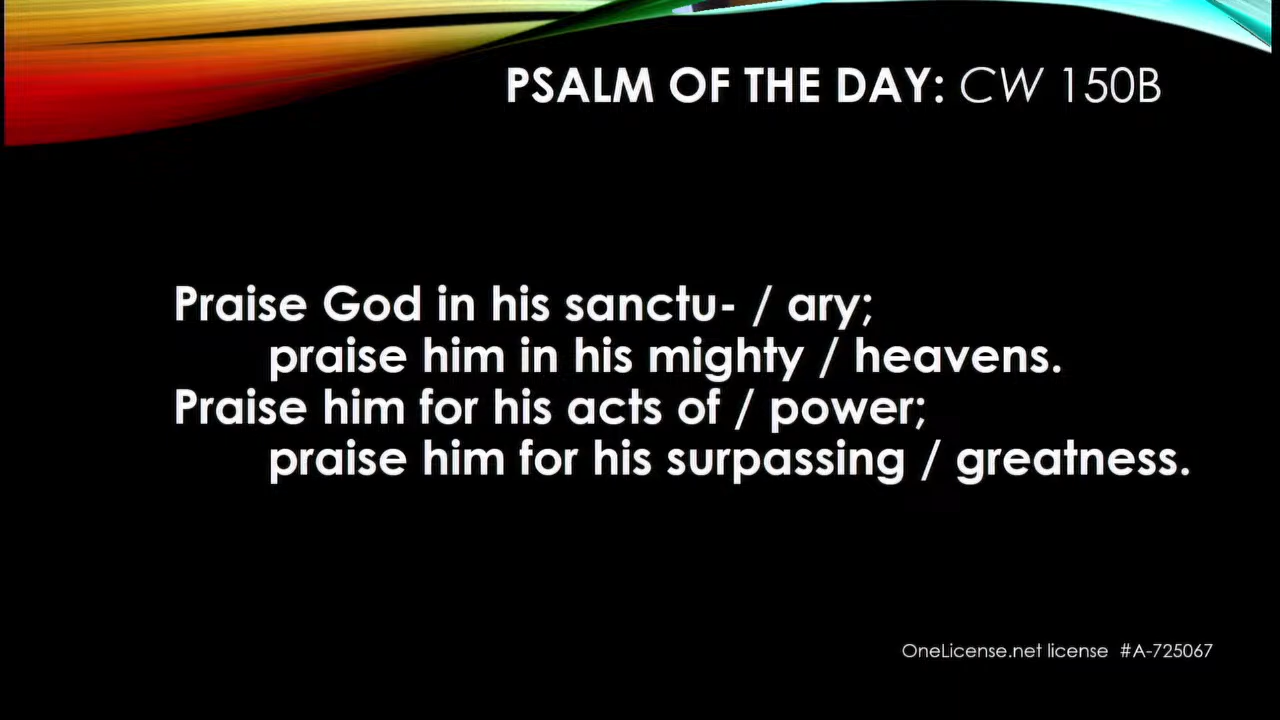 PSALM OF THE DAY: CW 150B
Praise God in his sanctu- / ary;
praise him in his mighty / heavens.
Praise him for his acts of / power;
praise him for his surpassing / greatness.
OneLicense.net license #A-725067